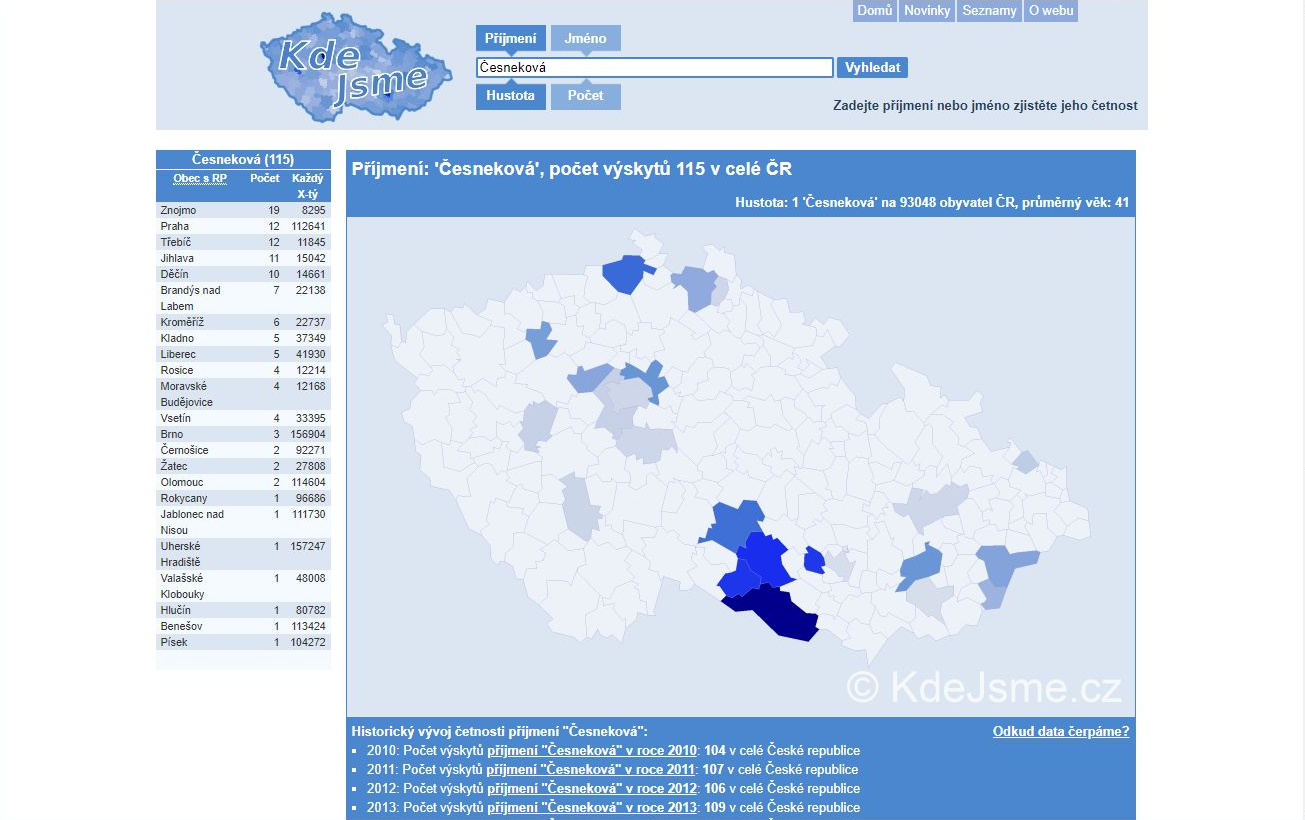 Domů Novinky Seznamy O webu
Kde
Jsme
Příjmení Jméno
Česneková Vyhledat
Hustota Počet
Zadejte příjmení nebo jméno zjistěte jeho četnost
Česneková (115)
Obec s RP Počet Každý
X-tý
Znojmo 19 8295
Praha 12 112641
Třebíč 12 11845
Jihlava 11 15042
Děčín 10 14661
Brandýs nad 7 22138
Labem
Kroměříž 6 22737
Kladno 5 37349
Liberec 5 41930
Rosice 4 12214
Moravské 4 12168
Budějovice
Vsetín 4 33395
Brno 3 156904
Černošice 2 92271
Žatec 2 27808
Olomouc 2 114604
Rokycany 1 96686
Jablonec nad 1 111730
Nisou
Uherské 1 157247
Hradiště
Valašské 1 48008
Klobouky
Hlučín 1 80782
Benešov 1 113424
Písek 1 104272
Příjmení: 'Česneková', počet výskytů 115 v celé ČR
Hustota: 1 'Česneková' na 93048 obyvatel ČR, průměrný věk: 41
© KdeJsme.cz
Historický vývoj četnosti příjmení "Česneková": Odkud data čerpáme?
▪ 2010: Počet výskytů příjmení "Česneková" v roce 2010: 104 v celé České republice
▪ 2011: Počet výskytů příjmení "Česneková" v roce 2011: 107 v celé České republice
▪ 2012: Počet výskytů příjmení "Česneková" v roce 2012: 106 v celé České republice
▪ 2013: Počet výskytů příjmení "Česneková" v roce 2013: 109 v celé České republice